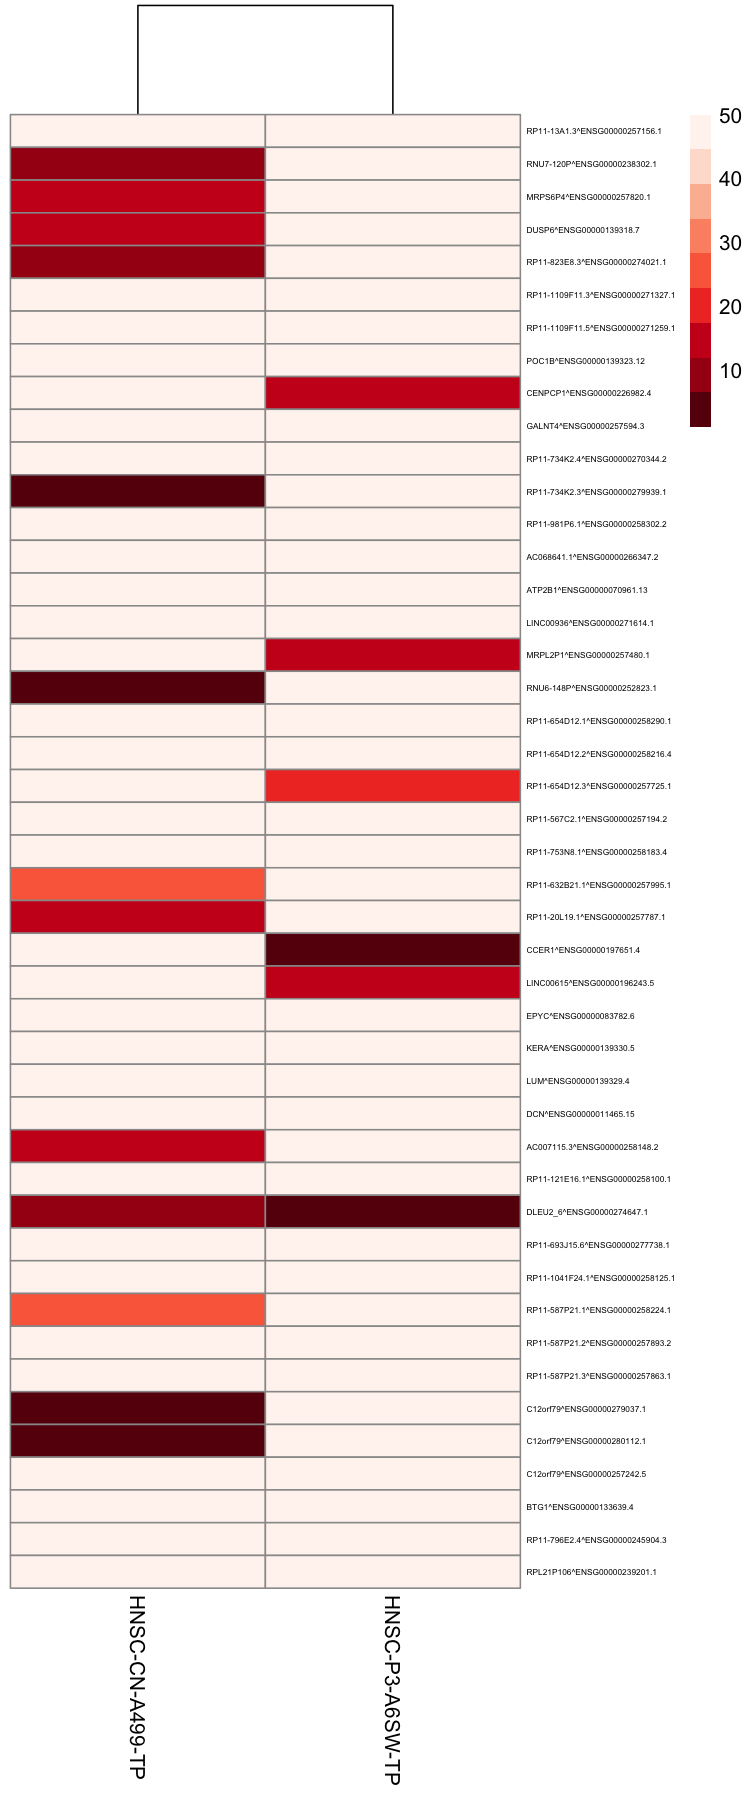 50
40
30
20
10
RP11-13A1.3^ENSG00000257156.1
RNU7-120P^ENSG00000238302.1
MRPS6P4^ENSG00000257820.1
DUSP6^ENSG00000139318.7
RP11-823E8.3^ENSG00000274021.1
RP11-1109F11.3^ENSG00000271327.1
RP11-1109F11.5^ENSG00000271259.1
POC1B^ENSG00000139323.12
CENPCP1^ENSG00000226982.4
GALNT4^ENSG00000257594.3
RP11-734K2.4^ENSG00000270344.2
RP11-734K2.3^ENSG00000279939.1
RP11-981P6.1^ENSG00000258302.2
AC068641.1^ENSG00000266347.2
ATP2B1^ENSG00000070961.13
LINC00936^ENSG00000271614.1
MRPL2P1^ENSG00000257480.1
RNU6-148P^ENSG00000252823.1
RP11-654D12.1^ENSG00000258290.1
RP11-654D12.2^ENSG00000258216.4
RP11-654D12.3^ENSG00000257725.1
RP11-567C2.1^ENSG00000257194.2
RP11-753N8.1^ENSG00000258183.4
RP11-632B21.1^ENSG00000257995.1
RP11-20L19.1^ENSG00000257787.1
CCER1^ENSG00000197651.4
LINC00615^ENSG00000196243.5
EPYC^ENSG00000083782.6
KERA^ENSG00000139330.5
LUM^ENSG00000139329.4
DCN^ENSG00000011465.15
AC007115.3^ENSG00000258148.2
RP11-121E16.1^ENSG00000258100.1
DLEU2_6^ENSG00000274647.1
RP11-693J15.6^ENSG00000277738.1
RP11-1041F24.1^ENSG00000258125.1
RP11-587P21.1^ENSG00000258224.1
RP11-587P21.2^ENSG00000257893.2
RP11-587P21.3^ENSG00000257863.1
C12orf79^ENSG00000279037.1
C12orf79^ENSG00000280112.1
C12orf79^ENSG00000257242.5
BTG1^ENSG00000133639.4
RP11-796E2.4^ENSG00000245904.3
RPL21P106^ENSG00000239201.1
HNSC-CN-A499-TP
HNSC-P3-A6SW-TP